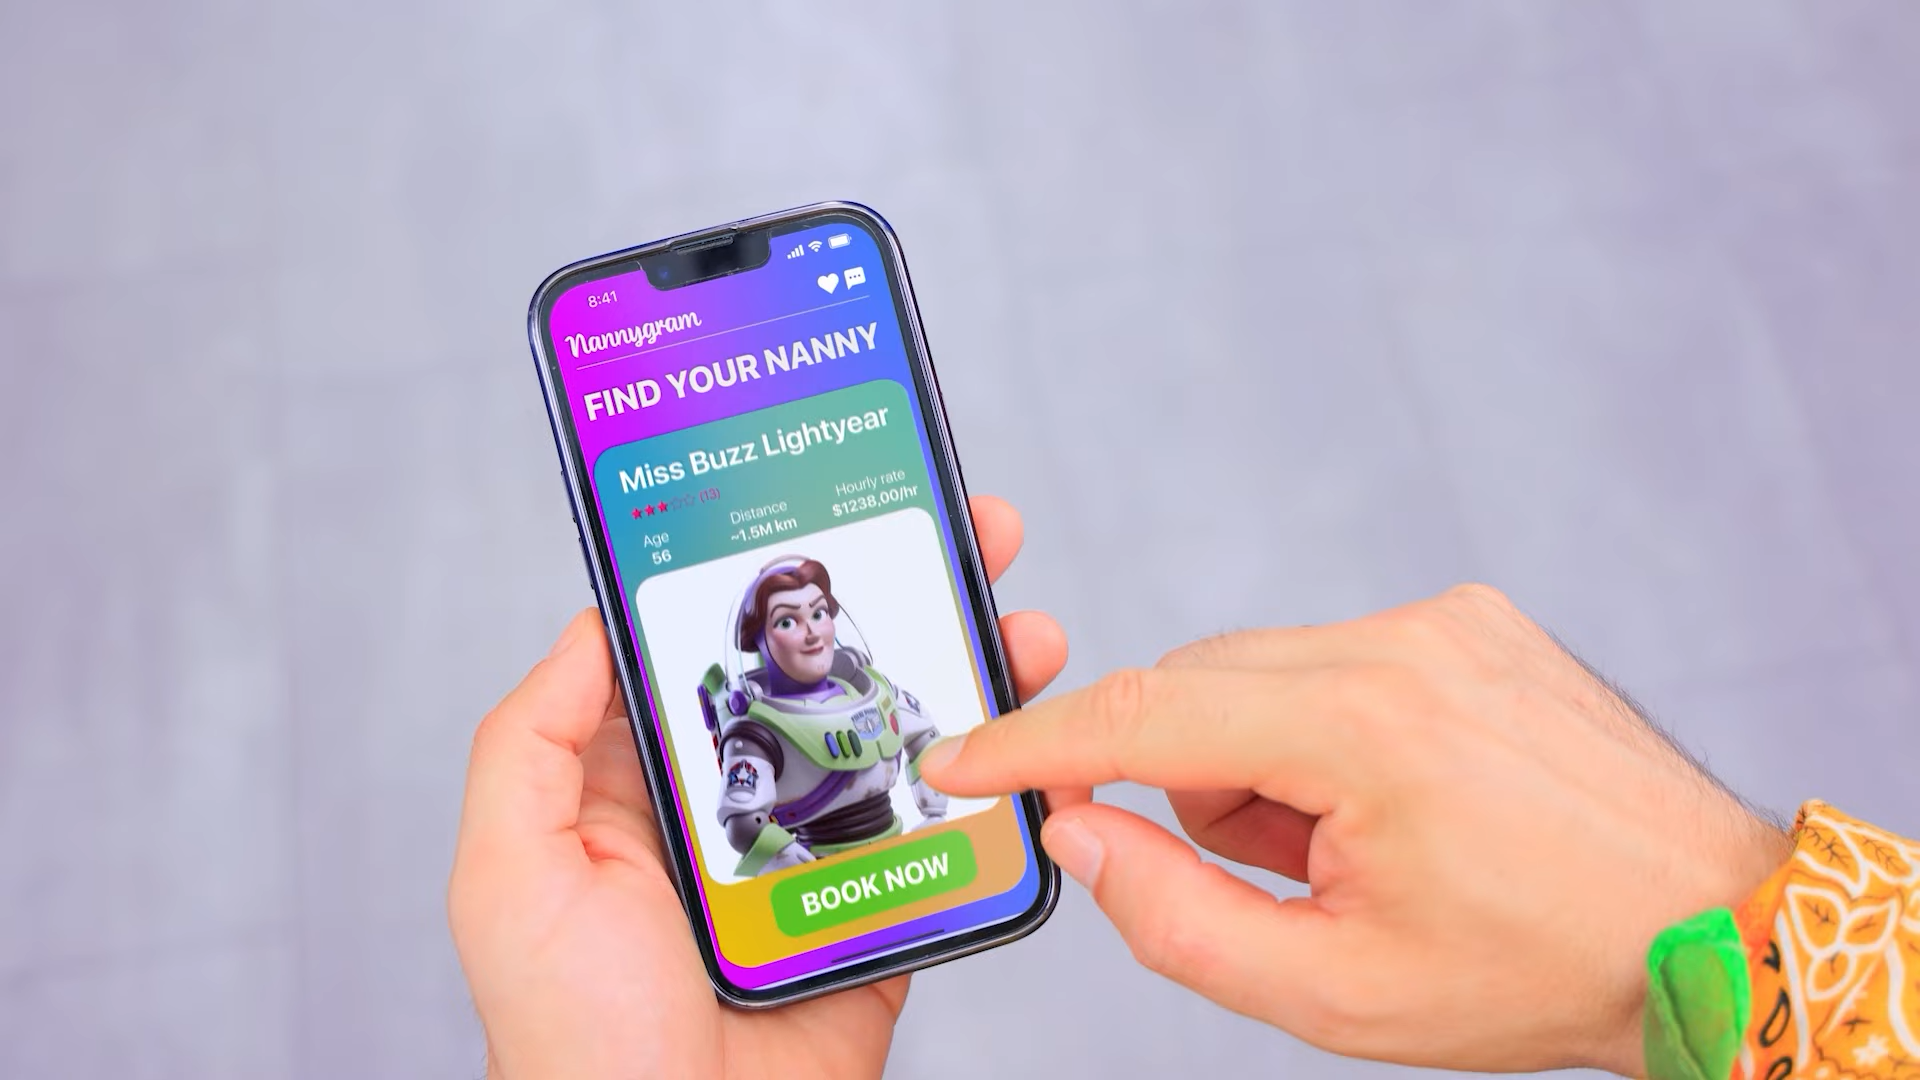 8:41
Nannygram
FIND YOUR NANNY
Miss Buzz Lightyear
★★★☆☆ (13)
Age
56
Distance
~1.5M km
Hourly rate
$1238,00/hr
BOOK NOW